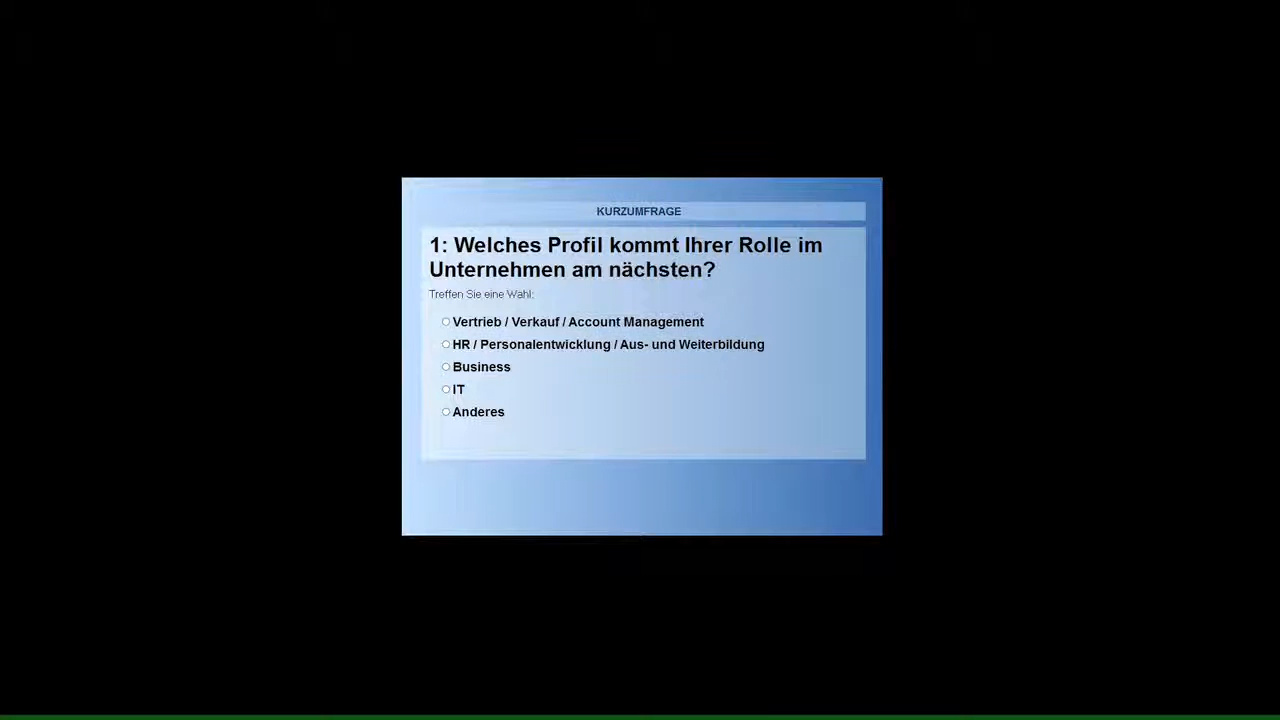 KURZUMFRAGE
1: Welches Profil kommt Ihrer Rolle im
Unternehmen am nächsten?
Treffen Sie eine Wahl:
Vertrieb / Verkauf / Account Management
HR / Personalentwicklung / Aus- und Weiterbildung
Business
IT
Anderes